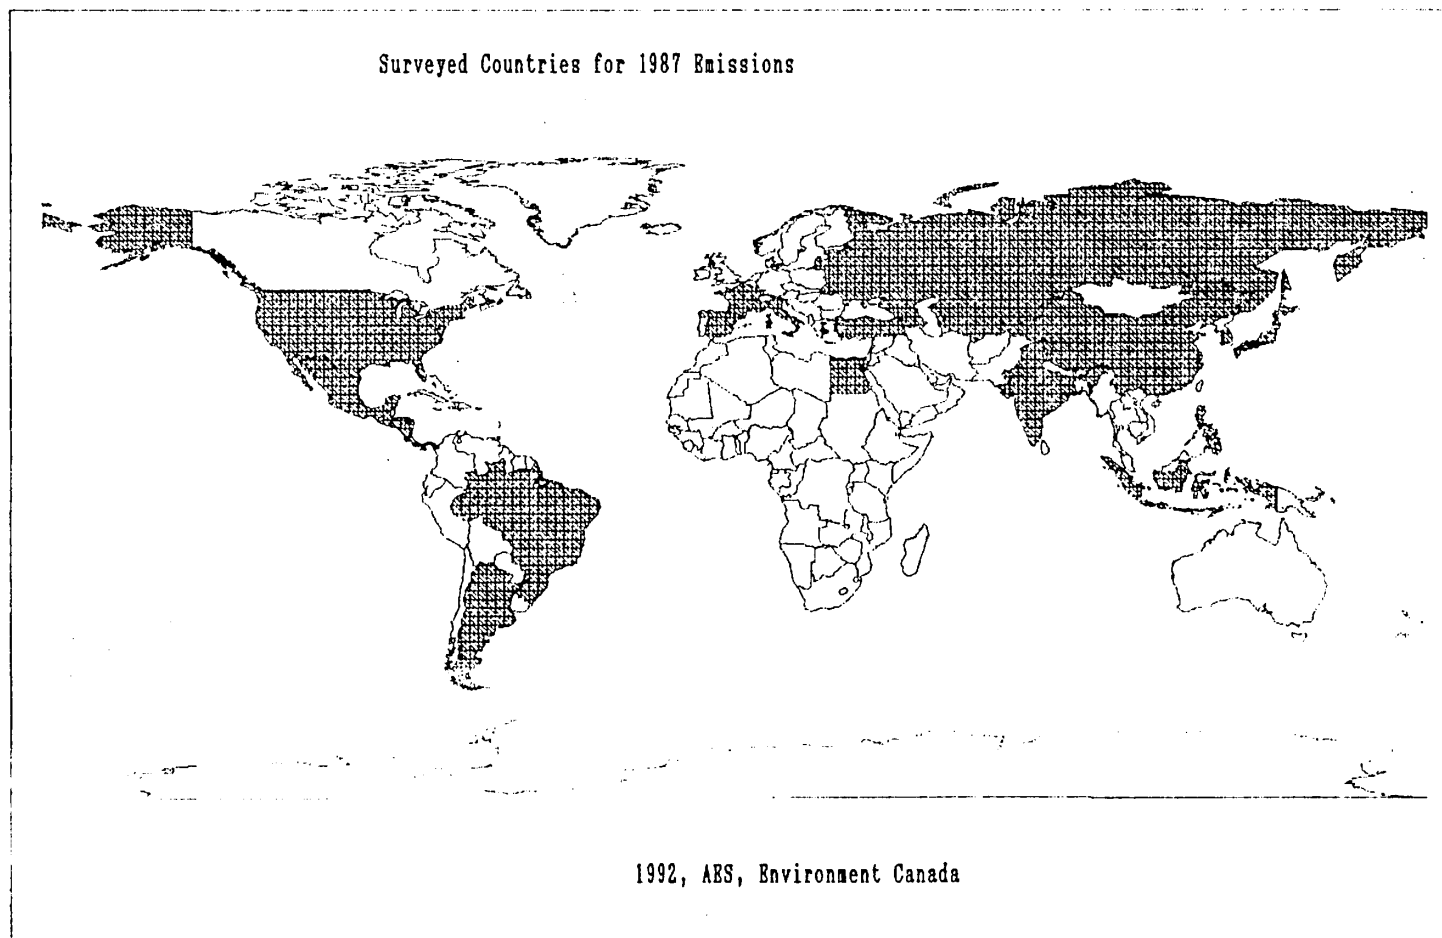 Surveyed Countries for 1987 Emissions
1992, AES, Environment Canada